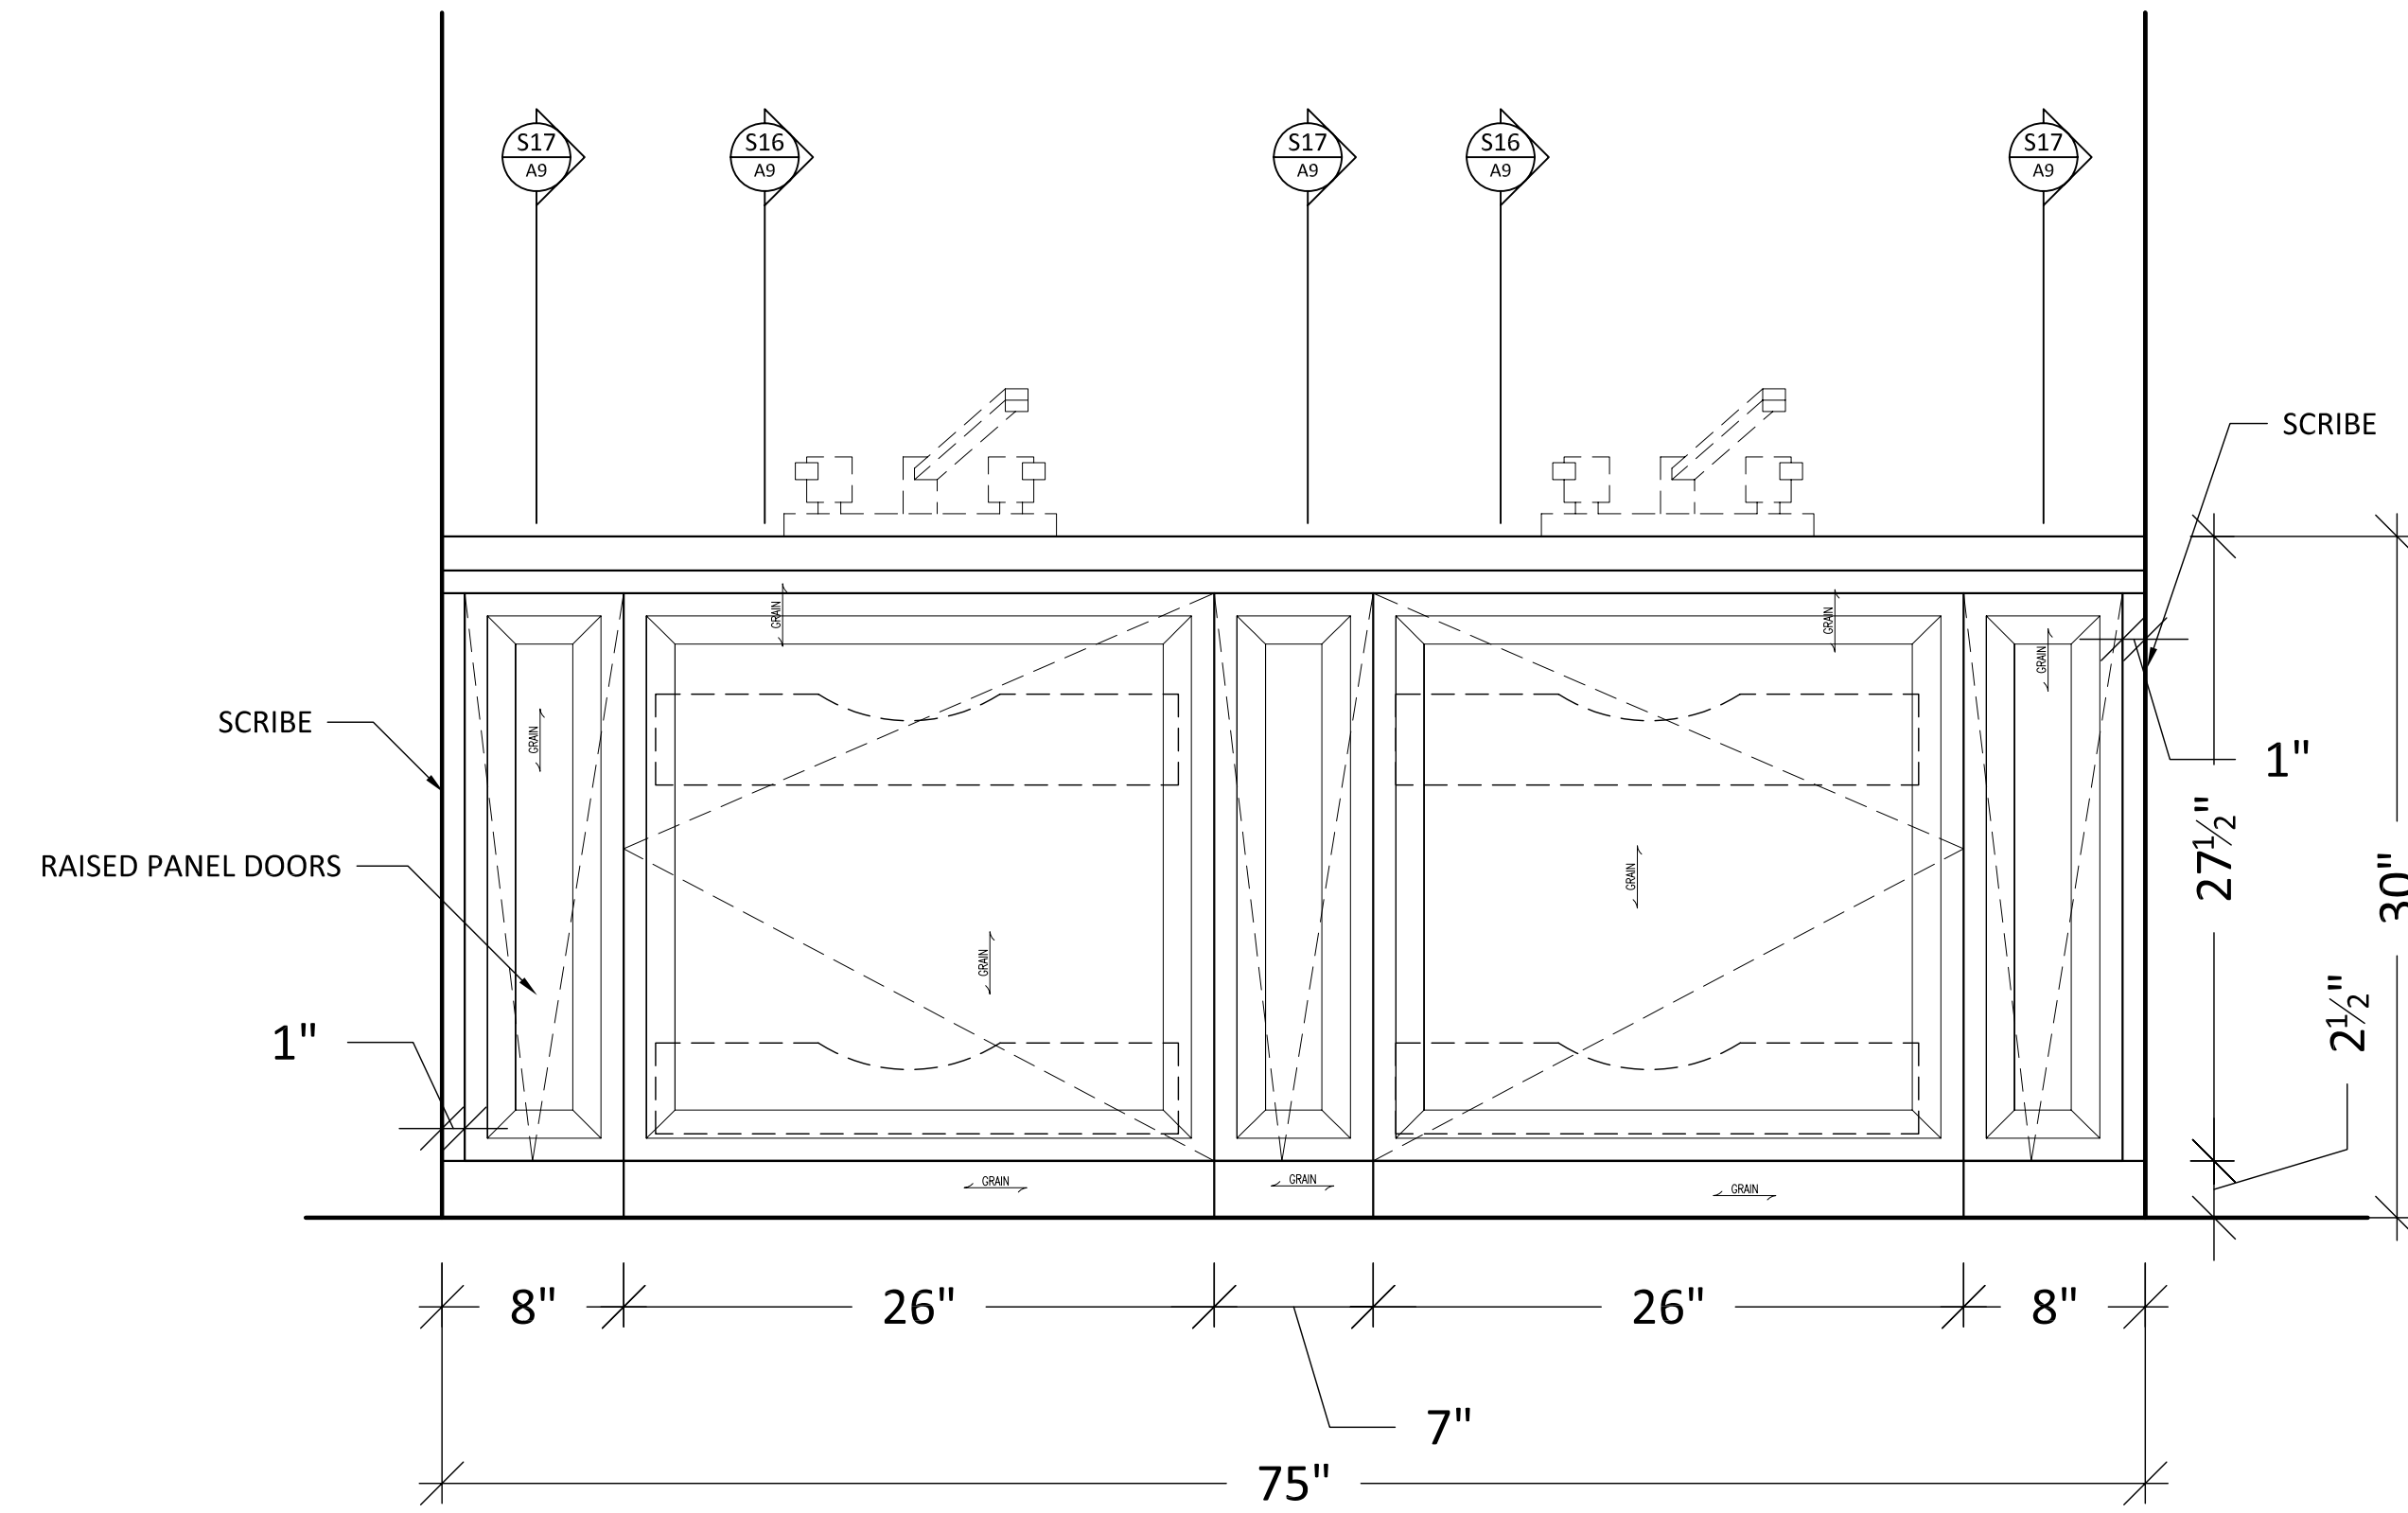 S17
A9
S16
A9
S17
A9
S16
A9
S17
A9
SCRIBE
GRAIN
GRAIN
GRAIN
GRAIN
SCRIBE
1"
27½"
RAISED PANEL DOORS
GRAIN
30"
GRAIN
2½"
1"
GRAIN
GRAIN
GRAIN
8"
26"
26"
8"
7"
75"